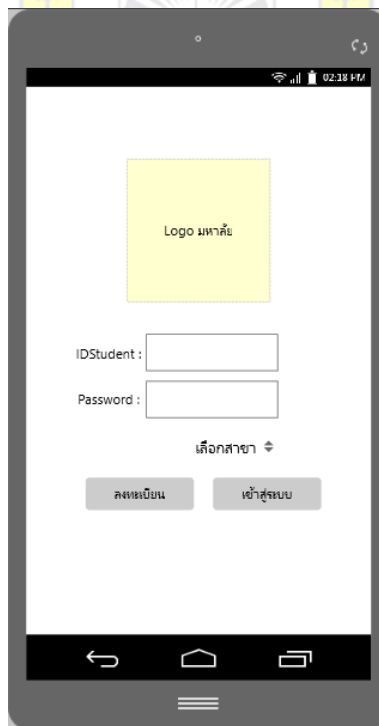 02:18 PM
Logo มหาลัย
IDStudent :
Password :
เลือกสาขา
ลงทะเบียน เข้าสู่ระบบ